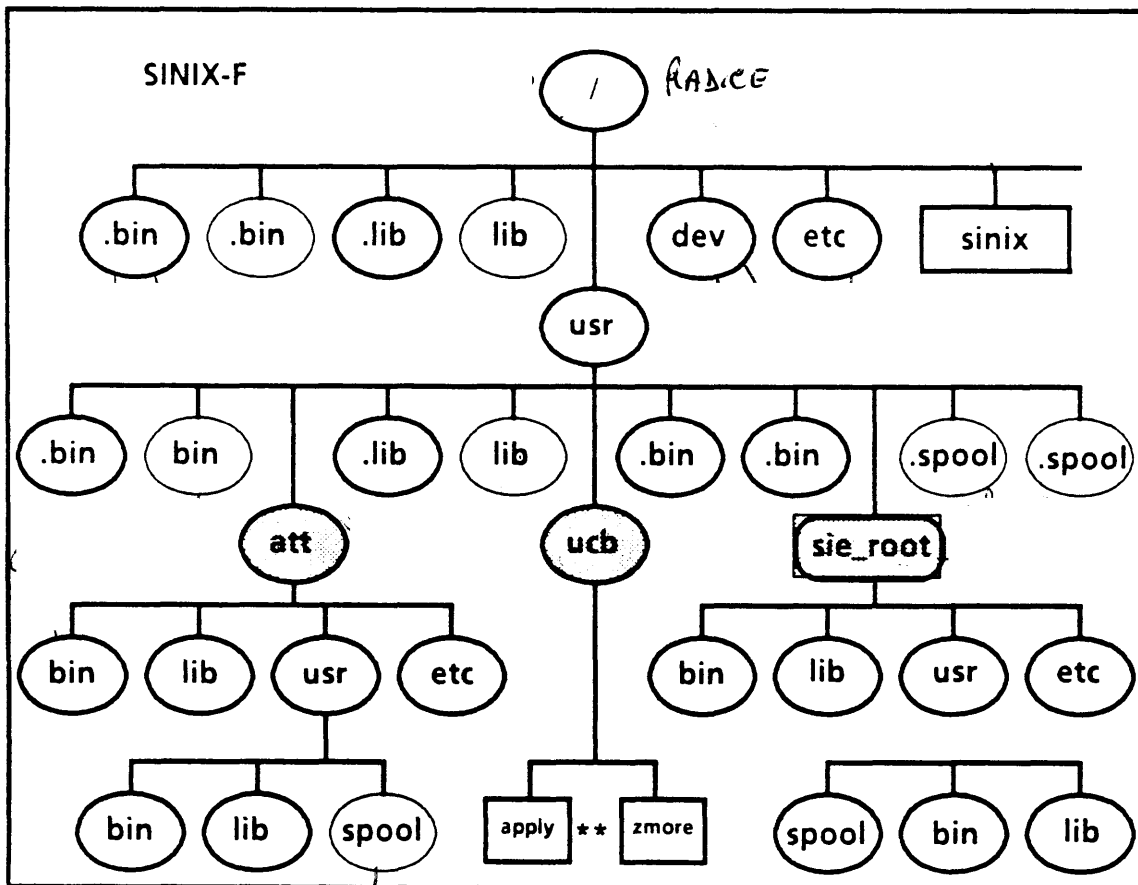 SINIX-F
/ RADICE
.bin .bin .lib lib dev etc sinix
usr
.bin bin .lib lib .bin .bin .spool .spool
att ucb sie_root
bin lib usr etc bin lib usr etc
bin lib spool apply ** zmore spool bin lib